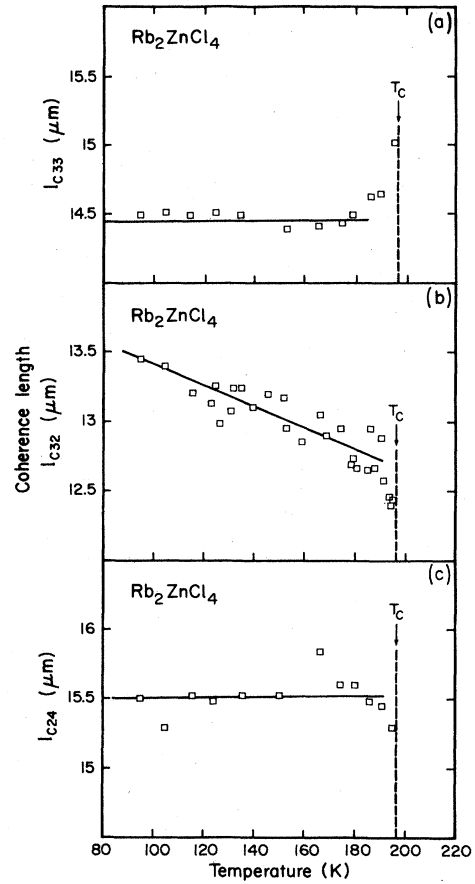 (a)
Rb2ZnCl4
TC
15.5
15
14.5
lC33 (μm)
(b)
Rb2ZnCl4
TC
13.5
13
12.5
Coherence length
lC32 (μm)
(c)
Rb2ZnCl4
TC
16
15.5
15
lC24 (μm)
80 100 120 140 160 180 200 220
Temperature (K)